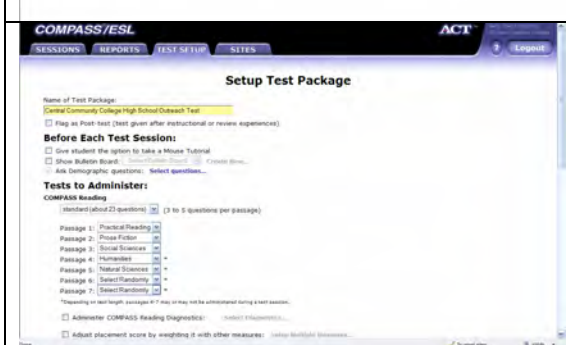 COMPASS/ESL
ACT
SESSIONS REPORTS TEST SETUP SITES
? Logout
Setup Test Package
Name of Test Package:
Central Community College High School Outreach Test
Flag as Post-test (test given after instructional or review experiences)
Before Each Test Session:
Give student the option to take a Mouse Tutorial
Show Bulletin Board: Select Bulletin Board Create New...
Ask Demographic questions: Select questions...
Tests to Administer:
COMPASS Reading
standard (about 23 questions) (3 to 5 questions per passage)
Passage 1: Practical Reading
Passage 2: Prose Fiction
Passage 3: Social Sciences
Passage 4: Humanities *
Passage 5: Natural Sciences *
Passage 6: Select Randomly *
Passage 7: Select Randomly *
*Depending on test length, passages 4-7 may or may not be administered during a test session.
Administer COMPASS Reading Diagnostics: Select Diagnostics...
Adjust placement score by weighting it with other measures: Setup Multiple Measures...